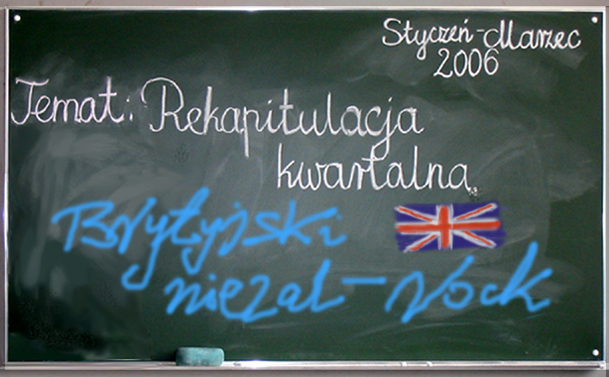 Styczeń-Marzec
2006
Temat: Rekapitulacja
kwartalna
Brytyjski
niezal-rock